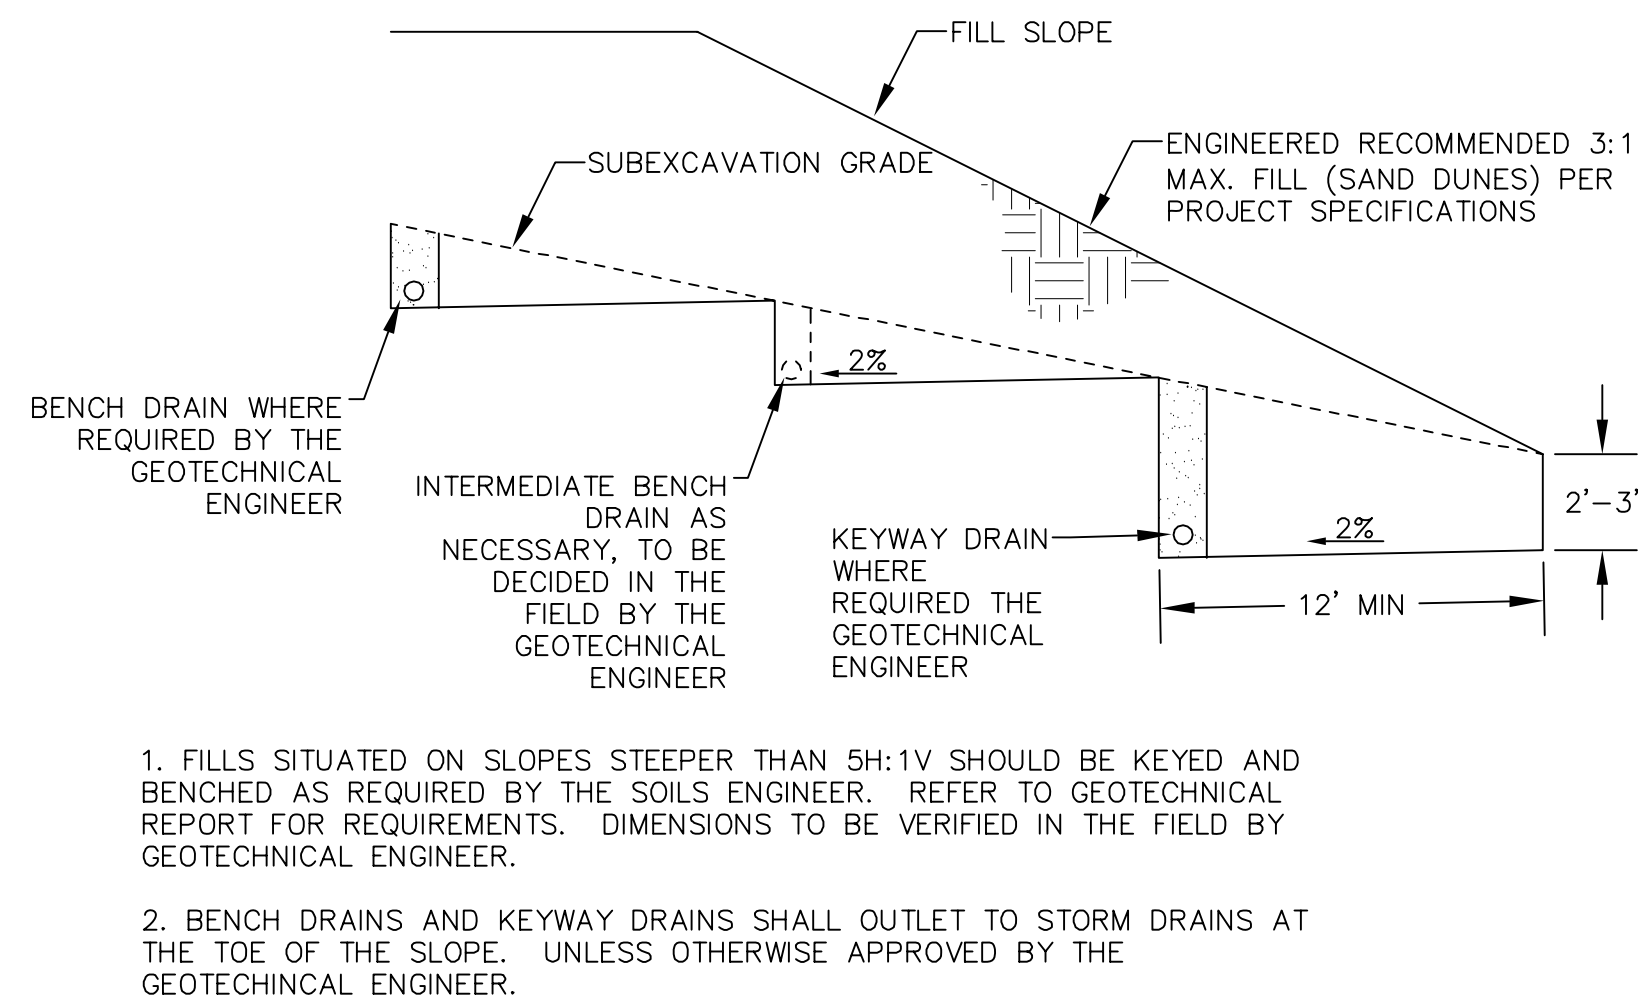 FILL SLOPE
ENGINEERED RECOMMENDED 3:1
MAX. FILL (SAND DUNES) PER
PROJECT SPECIFICATIONS
SUBEXCAVATION GRADE
2%
BENCH DRAIN WHERE
REQUIRED BY THE
GEOTECHNICAL
ENGINEER
INTERMEDIATE BENCH
DRAIN AS
NECESSARY, TO BE
DECIDED IN THE
FIELD BY THE
GEOTECHNICAL
ENGINEER
KEYWAY DRAIN
WHERE
REQUIRED THE
GEOTECHNICAL
ENGINEER
2%
2'-3'
12' MIN
1. FILLS SITUATED ON SLOPES STEEPER THAN 5H:1V SHOULD BE KEYED AND
BENCHED AS REQUIRED BY THE SOILS ENGINEER. REFER TO GEOTECHNICAL
REPORT FOR REQUIREMENTS. DIMENSIONS TO BE VERIFIED IN THE FIELD BY
GEOTECHNICAL ENGINEER.
2. BENCH DRAINS AND KEYWAY DRAINS SHALL OUTLET TO STORM DRAINS AT
THE TOE OF THE SLOPE. UNLESS OTHERWISE APPROVED BY THE
GEOTECHINCAL ENGINEER.